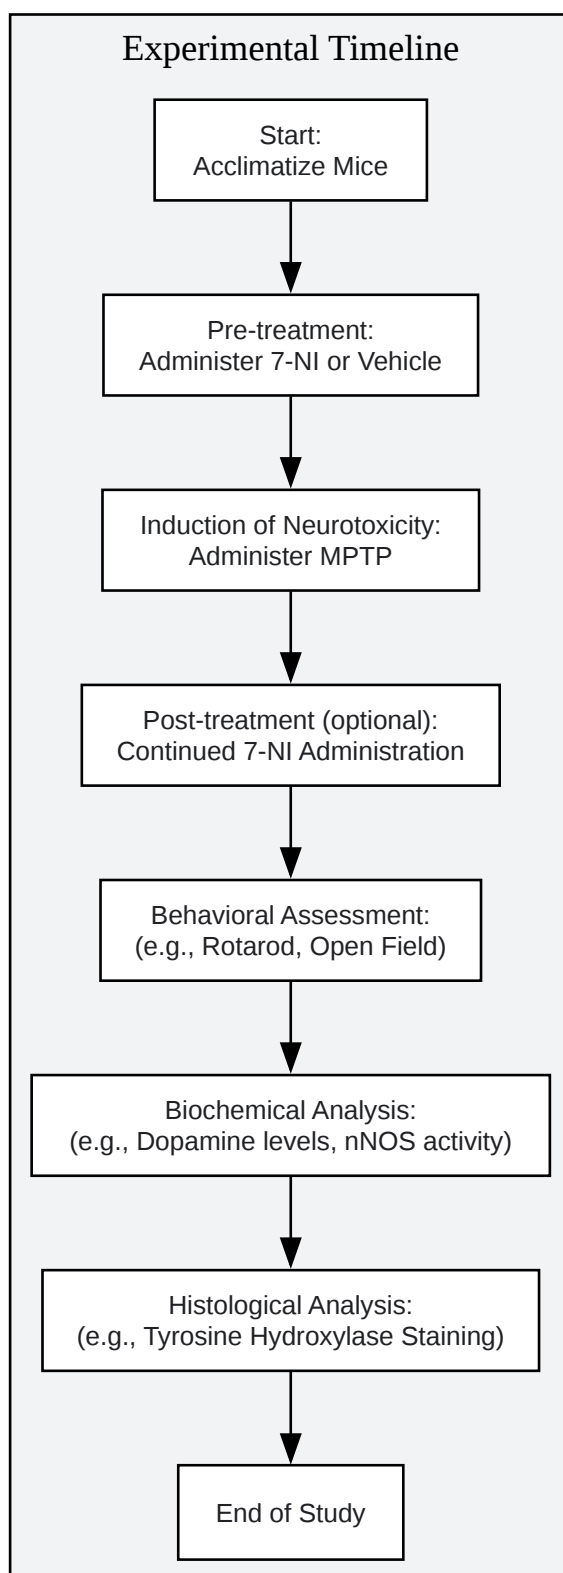 Experimental Timeline
Start:
Acclimatize Mice
Pre-treatment:
Administer 7-NI or Vehicle
Induction of Neurotoxicity:
Administer MPTP
Post-treatment (optional):
Continued 7-NI Administration
Behavioral Assessment:
(e.g., Rotarod, Open Field)
Biochemical Analysis:
(e.g., Dopamine levels, nNOS activity)
Histological Analysis:
(e.g., Tyrosine Hydroxylase Staining)
End of Study